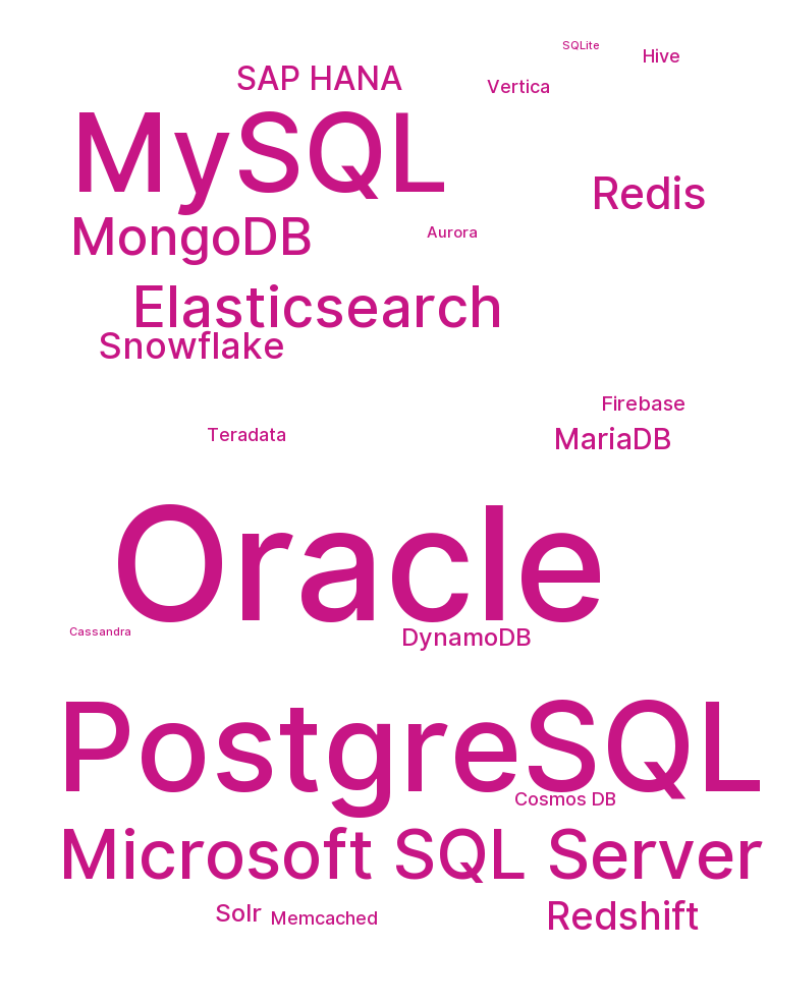 SQLite
Hive
SAP HANA
Vertica
MySQL
Redis
MongoDB
Aurora
Elasticsearch
Snowflake
Firebase
Teradata
MariaDB
Oracle
Cassandra
DynamoDB
PostgreSQL
Cosmos DB
Microsoft SQL Server
Solr
Memcached
Redshift